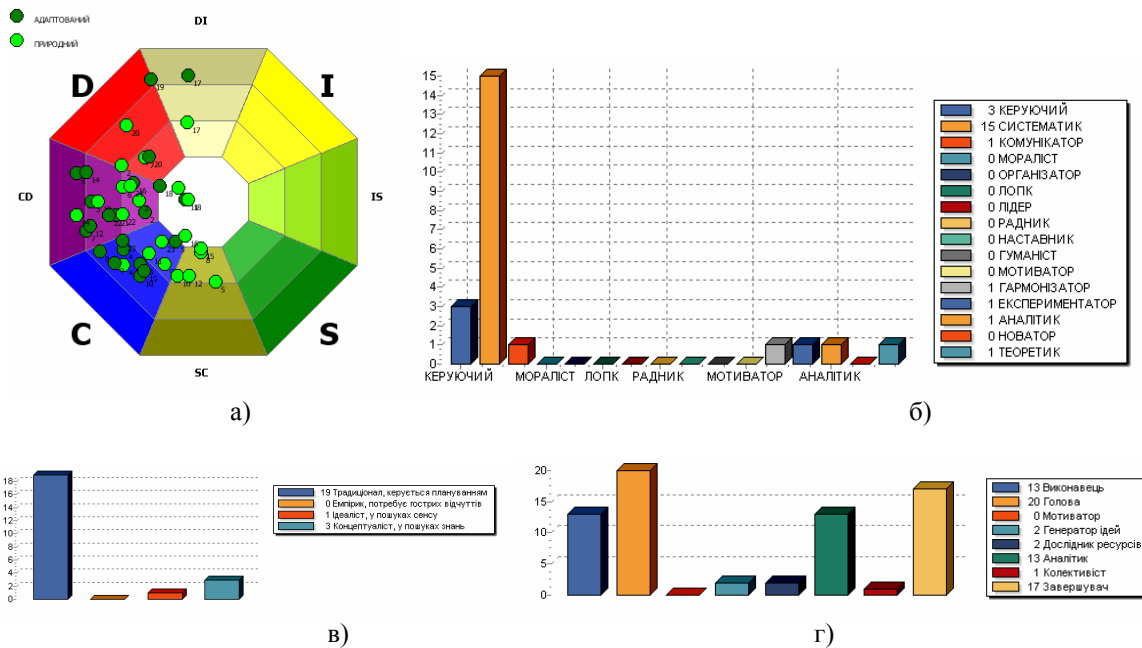 АДАПТОВАНИЙ
ПРИРОДНИЙ
DI
D
I
CD
IS
C
S
SC
а)
15
14
13
12
11
10
9
8
7
6
5
4
3
2
1
0
КЕРУЮЧИЙ
МОРАЛІСТ
ЛОПК
РАДНИК
МОТИВАТОР
АНАЛІТИК
3 КЕРУЮЧИЙ
15 СИСТЕМАТИК
1 КОМУНІКАТОР
0 МОРАЛІСТ
0 ОРГАНІЗАТОР
0 ЛОПК
0 ЛІДЕР
0 РАДНИК
0 НАСТАВНИК
0 ГУМАНІСТ
0 МОТИВАТОР
1 ГАРМОНІЗАТОР
1 ЕКСПЕРИМЕНТАТОР
1 АНАЛІТИК
0 НОВАТОР
1 ТЕОРЕТИК
б)
18
16
14
12
10
8
6
4
2
0
19 Традиціонал, керується плануванням
0 Емпірик, потребує гострих відчуттів
1 Ідеаліст, у пошуках сенсу
3 Концептуаліст, у пошуках знань
в)
20
15
10
5
0
13 Виконавець
20 Голова
0 Мотиватор
2 Генератор ідей
2 Дослідник ресурсів
13 Аналітик
1 Колективіст
17 Завершувач
г)